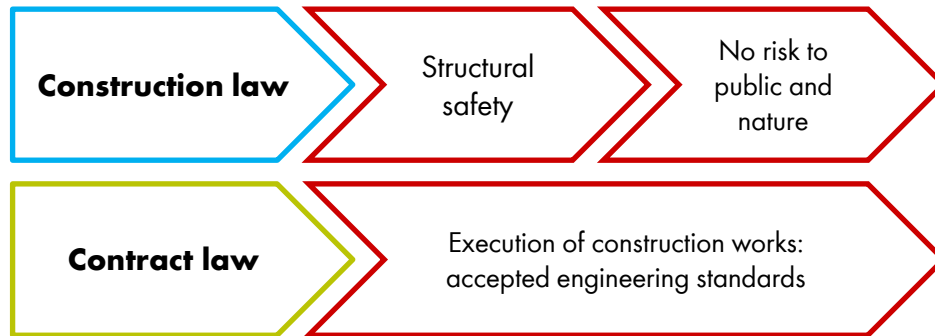 Construction law
Structural
safety
No risk to
public and
nature
Contract law
Execution of construction works:
accepted engineering standards